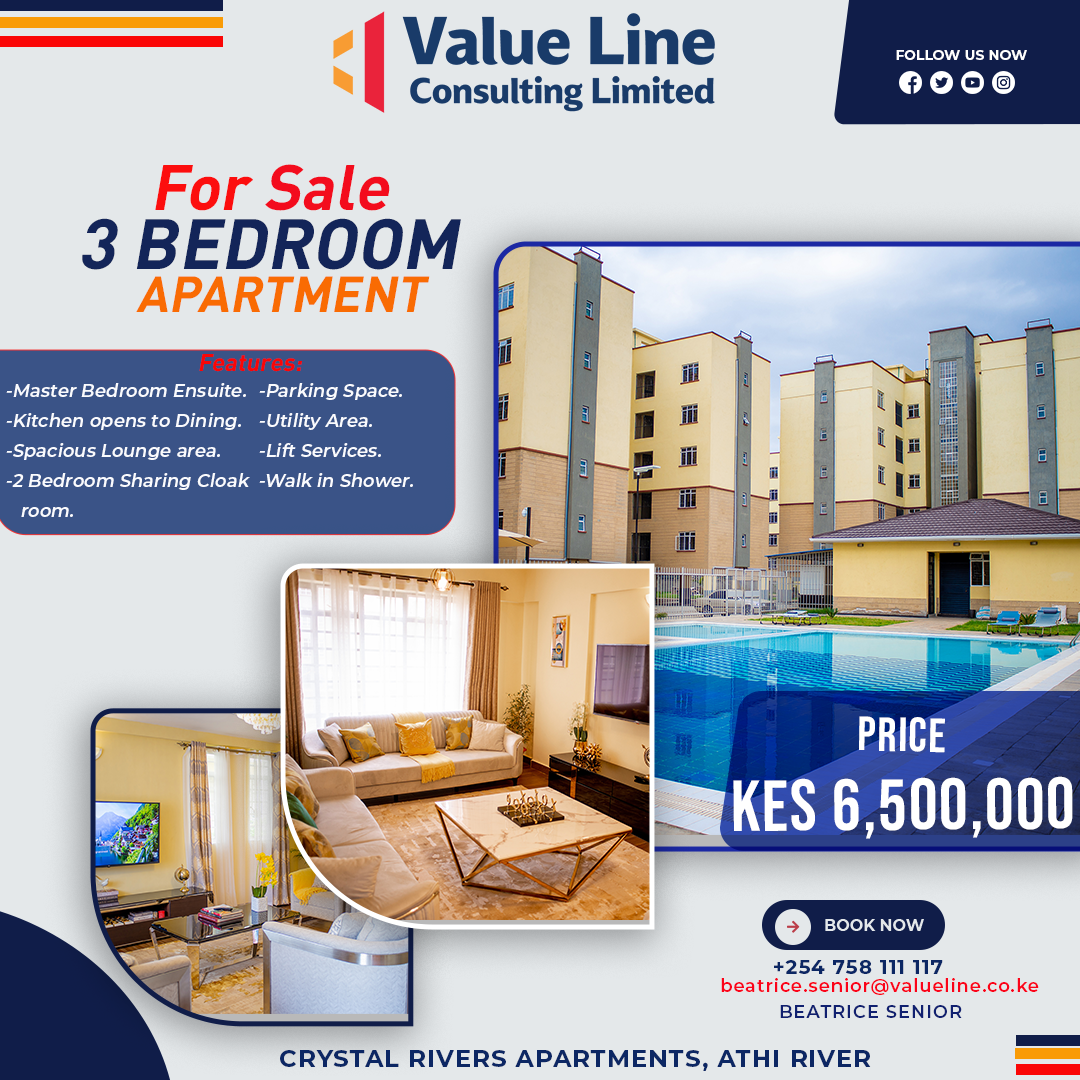 Value Line
Consulting Limited
FOLLOW US NOW
For Sale
3 BEDROOM
APARTMENT
Features:
-Master Bedroom Ensuite.
-Kitchen opens to Dining.
-Spacious Lounge area.
-2 Bedroom Sharing Cloak
room.
-Parking Space.
-Utility Area.
-Lift Services.
-Walk in Shower.
PRICE
KES 6,500,000
BOOK NOW
+254 758 111 117
beatrice.senior@valueline.co.ke
BEATRICE SENIOR
CRYSTAL RIVERS APARTMENTS, ATHI RIVER